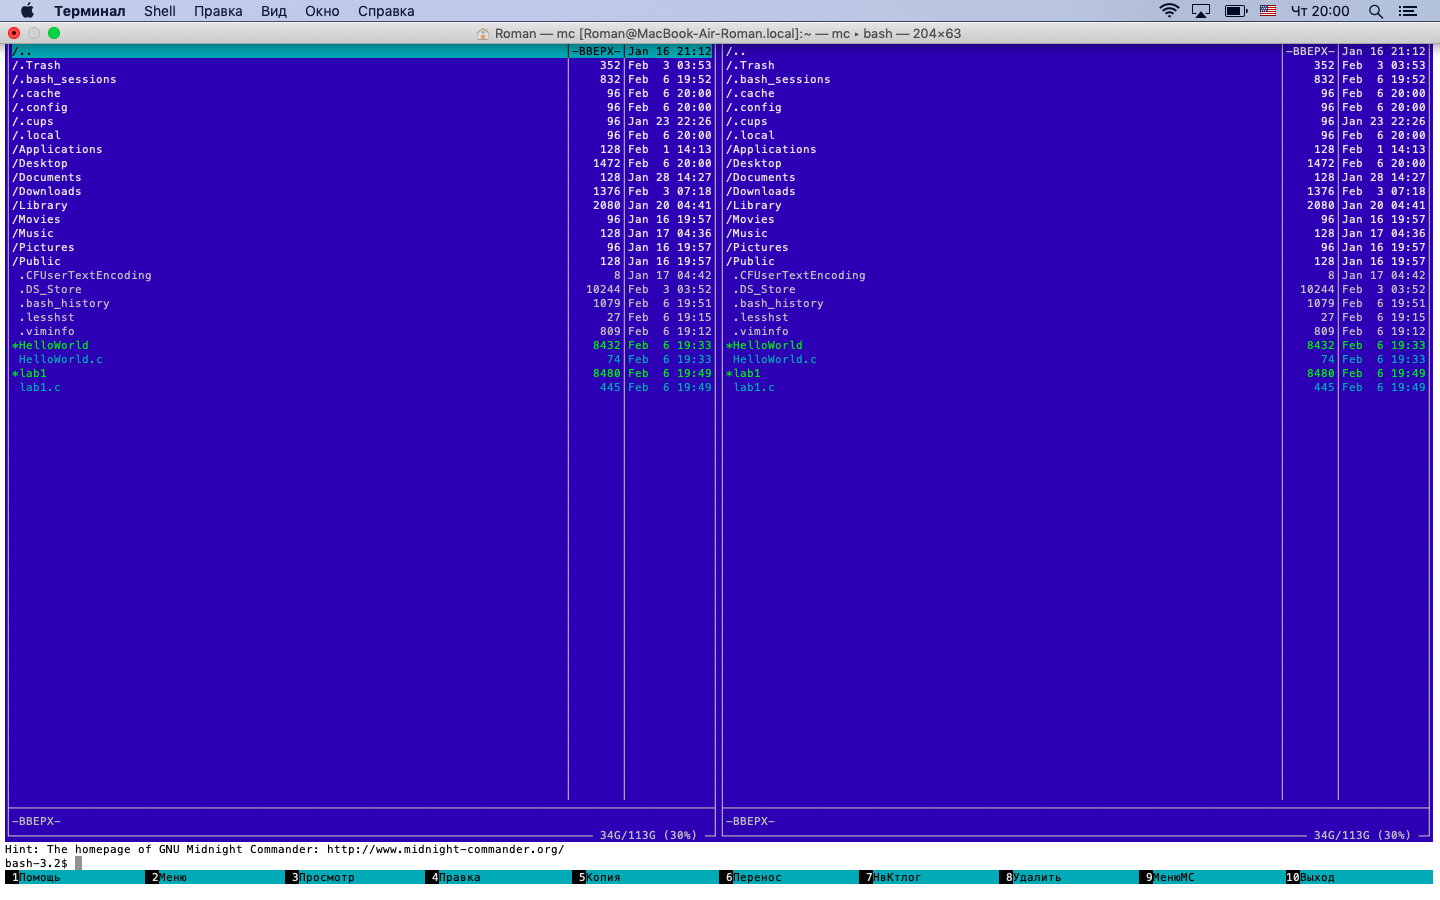 Терминал Shell Правка Вид Окно Справка Чт 20:00
Roman — mc [Roman@MacBook-Air-Roman.local]:~ — mc ▸ bash — 204×63
/.. -ВВЕРХ- Jan 16 21:12 /.. -ВВЕРХ- Jan 16 21:12
/.Trash 352 Feb 3 03:53 /.Trash 352 Feb 3 03:53
/.bash_sessions 832 Feb 6 19:52 /.bash_sessions 832 Feb 6 19:52
/.cache 96 Feb 6 20:00 /.cache 96 Feb 6 20:00
/.config 96 Feb 6 20:00 /.config 96 Feb 6 20:00
/.cups 96 Jan 23 22:26 /.cups 96 Jan 23 22:26
/.local 96 Feb 6 20:00 /.local 96 Feb 6 20:00
/Applications 128 Feb 1 14:13 /Applications 128 Feb 1 14:13
/Desktop 1472 Feb 6 20:00 /Desktop 1472 Feb 6 20:00
/Documents 128 Jan 28 14:27 /Documents 128 Jan 28 14:27
/Downloads 1376 Feb 3 07:18 /Downloads 1376 Feb 3 07:18
/Library 2080 Jan 20 04:41 /Library 2080 Jan 20 04:41
/Movies 96 Jan 16 19:57 /Movies 96 Jan 16 19:57
/Music 128 Jan 17 04:36 /Music 128 Jan 17 04:36
/Pictures 96 Jan 16 19:57 /Pictures 96 Jan 16 19:57
/Public 128 Jan 16 19:57 /Public 128 Jan 16 19:57
.CFUserTextEncoding 8 Jan 17 04:42 .CFUserTextEncoding 8 Jan 17 04:42
.DS_Store 10244 Feb 3 03:52 .DS_Store 10244 Feb 3 03:52
.bash_history 1079 Feb 6 19:51 .bash_history 1079 Feb 6 19:51
.lesshst 27 Feb 6 19:15 .lesshst 27 Feb 6 19:15
.viminfo 809 Feb 6 19:12 .viminfo 809 Feb 6 19:12
*HelloWorld 8432 Feb 6 19:33 *HelloWorld 8432 Feb 6 19:33
HelloWorld.c 74 Feb 6 19:33 HelloWorld.c 74 Feb 6 19:33
*lab1 8480 Feb 6 19:49 *lab1 8480 Feb 6 19:49
lab1.c 445 Feb 6 19:49 lab1.c 445 Feb 6 19:49
-ВВЕРХ- -ВВЕРХ-
34G/113G (30%) 34G/113G (30%)
Hint: The homepage of GNU Midnight Commander: http://www.midnight-commander.org/
bash-3.2$
1Помощь 2Меню 3Просмотр 4Правка 5Копия 6Перенос 7НвКтлог 8Удалить 9МенюMC 10Выход